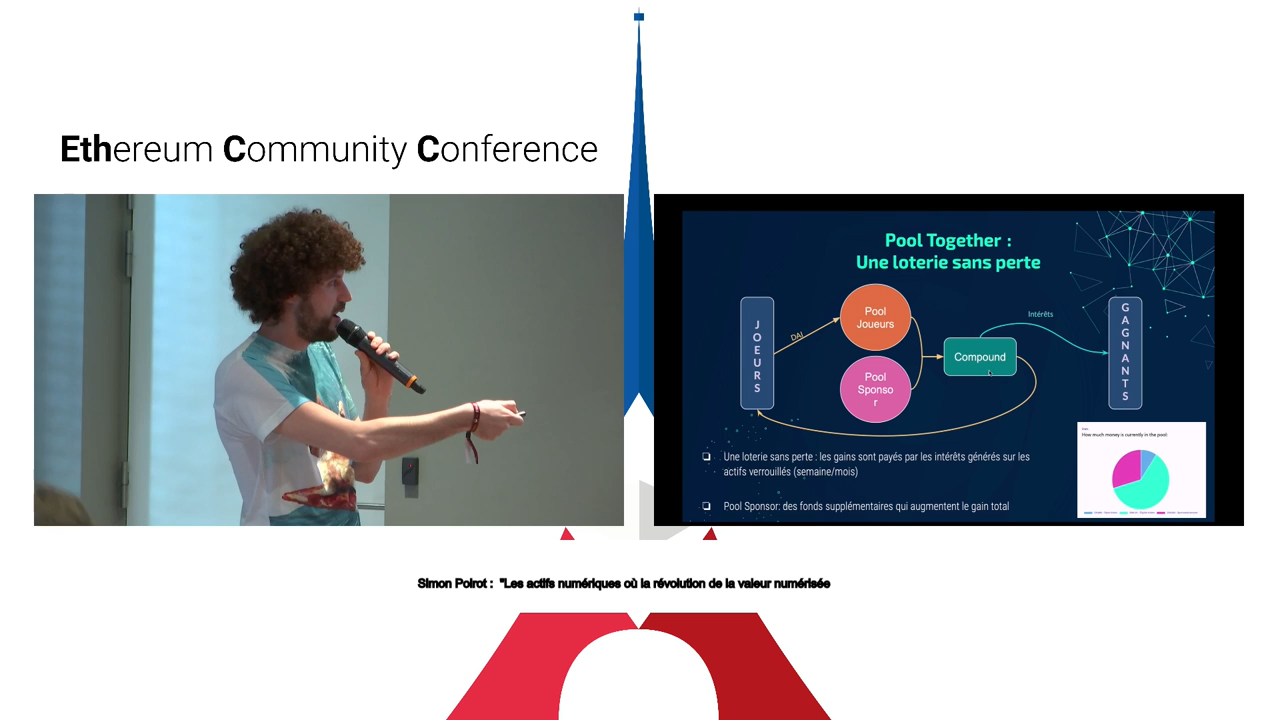 Ethereum Community Conference
Pool Together :
Une loterie sans perte
JOEURS
DAI
Pool
Joueurs
Pool
Sponso
r
Compound
Intérêts
GAGNANTS
How much money is currently in the pool:
Une loterie sans perte : les gains sont payés par les intérêts générés sur les
actifs verrouillés (semaine/mois)
Pool Sponsor: des fonds supplémentaires qui augmentent le gain total
Simon Poirot : "Les actifs numériques où la révolution de la valeur numérisée